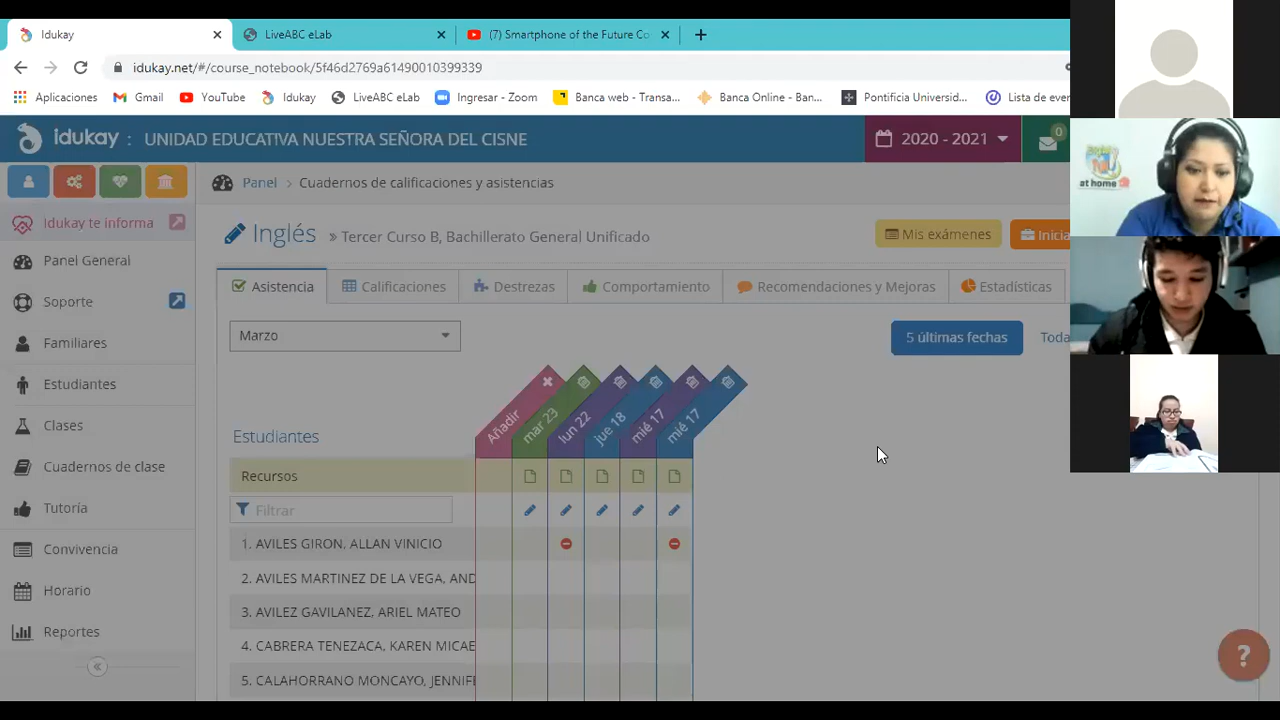 Idukay
LiveABC eLab
(7) Smartphone of the Future Co
idukay.net/#/course_notebook/5f46d2769a61490010399339
Aplicaciones
Gmail
YouTube
Idukay
LiveABC eLab
Ingresar - Zoom
Banca web - Transa...
Banca Online - Ban...
Pontificia Universid...
Lista de ever
idukay : UNIDAD EDUCATIVA NUESTRA SEÑORA DEL CISNE
2020 - 2021
0
at home
Idukay te informa
Panel General
Soporte
Familiares
Estudiantes
Clases
Cuadernos de clase
Tutoría
Convivencia
Horario
Reportes
Panel > Cuadernos de calificaciones y asistencias
Inglés » Tercer Curso B, Bachillerato General Unificado
Mis exámenes
Inicia
Asistencia
Calificaciones
Destrezas
Comportamiento
Recomendaciones y Mejoras
Estadísticas
Marzo
5 últimas fechas
Toda
Añadir
mar 23
lun 22
jue 18
mié 17
mié 17
Estudiantes
Recursos
Filtrar
1. AVILES GIRON, ALLAN VINICIO
2. AVILES MARTINEZ DE LA VEGA, AND
3. AVILEZ GAVILANEZ, ARIEL MATEO
4. CABRERA TENEZACA, KAREN MICAE
5. CALAHORRANO MONCAYO, JENNIFE
?